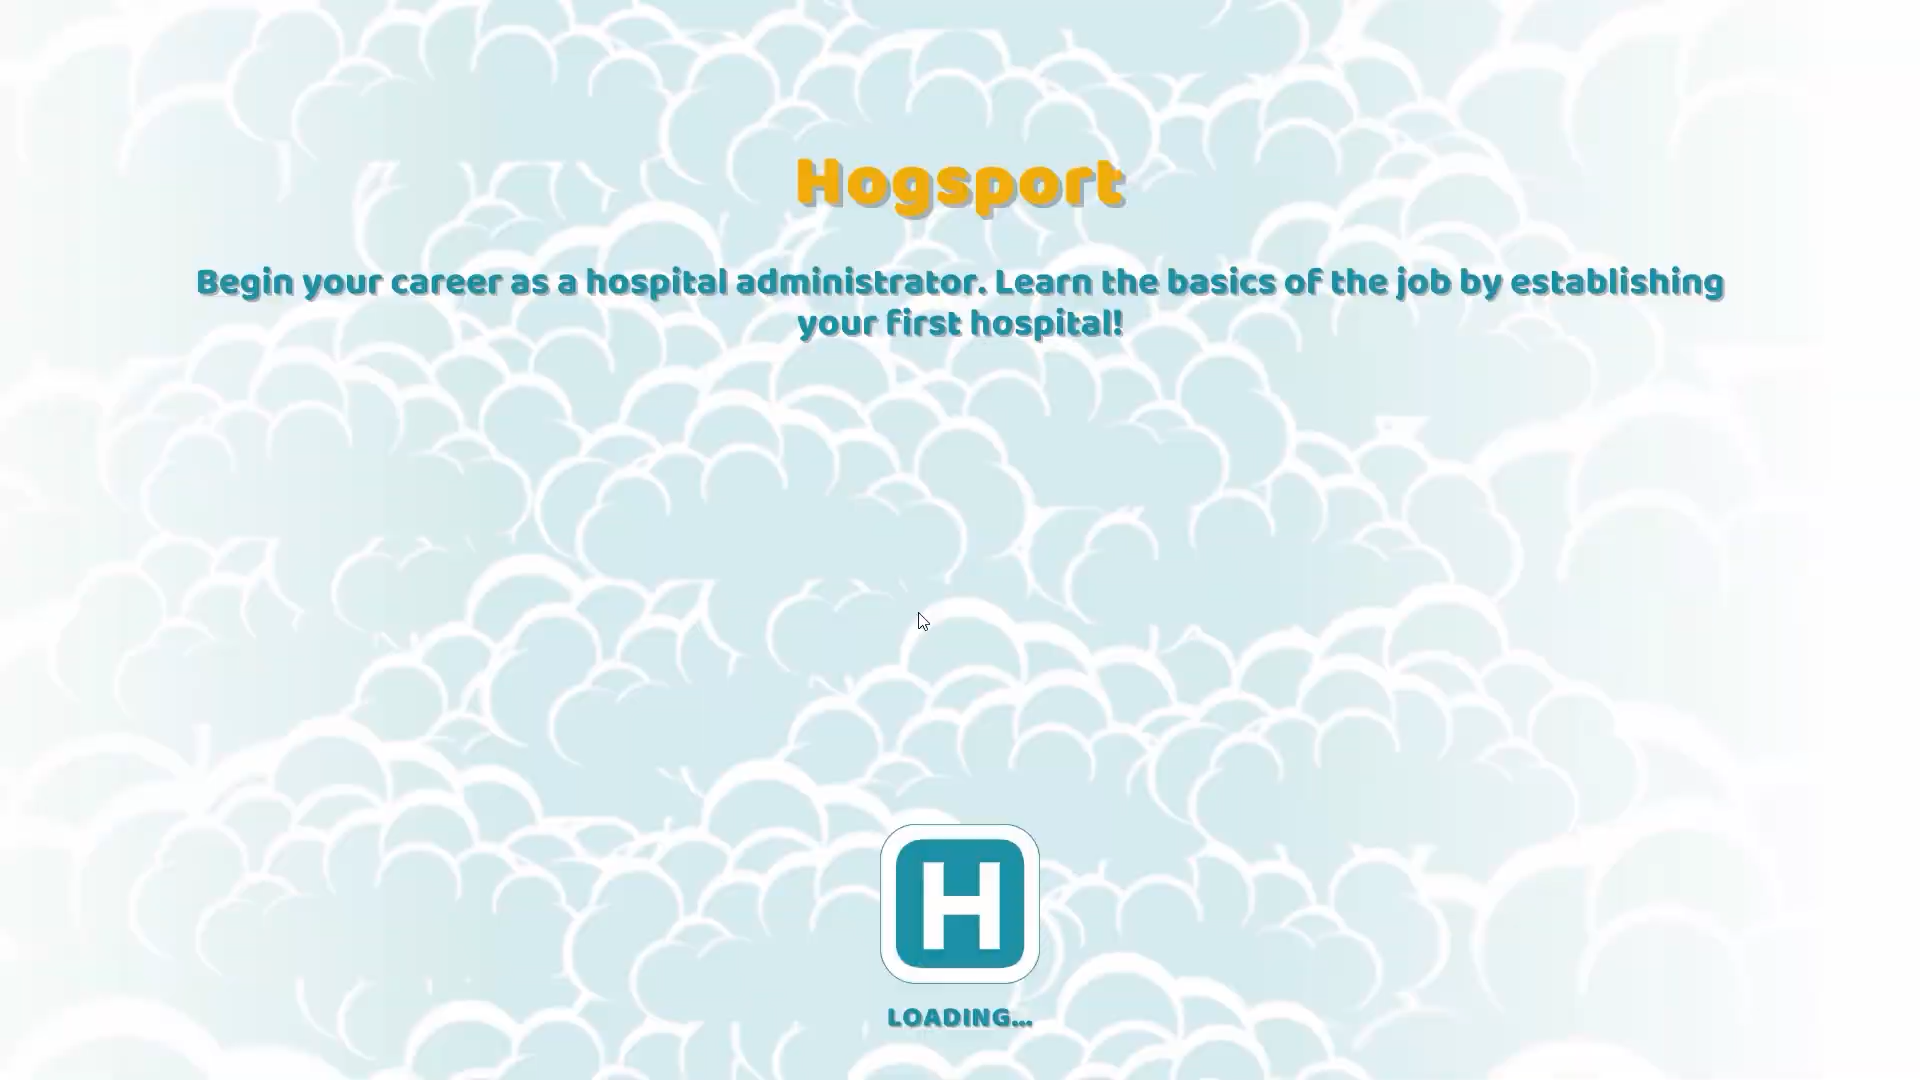 Hogsport
Begin your career as a hospital administrator. Learn the basics of the job by establishing
your first hospital!
H
LOADING...